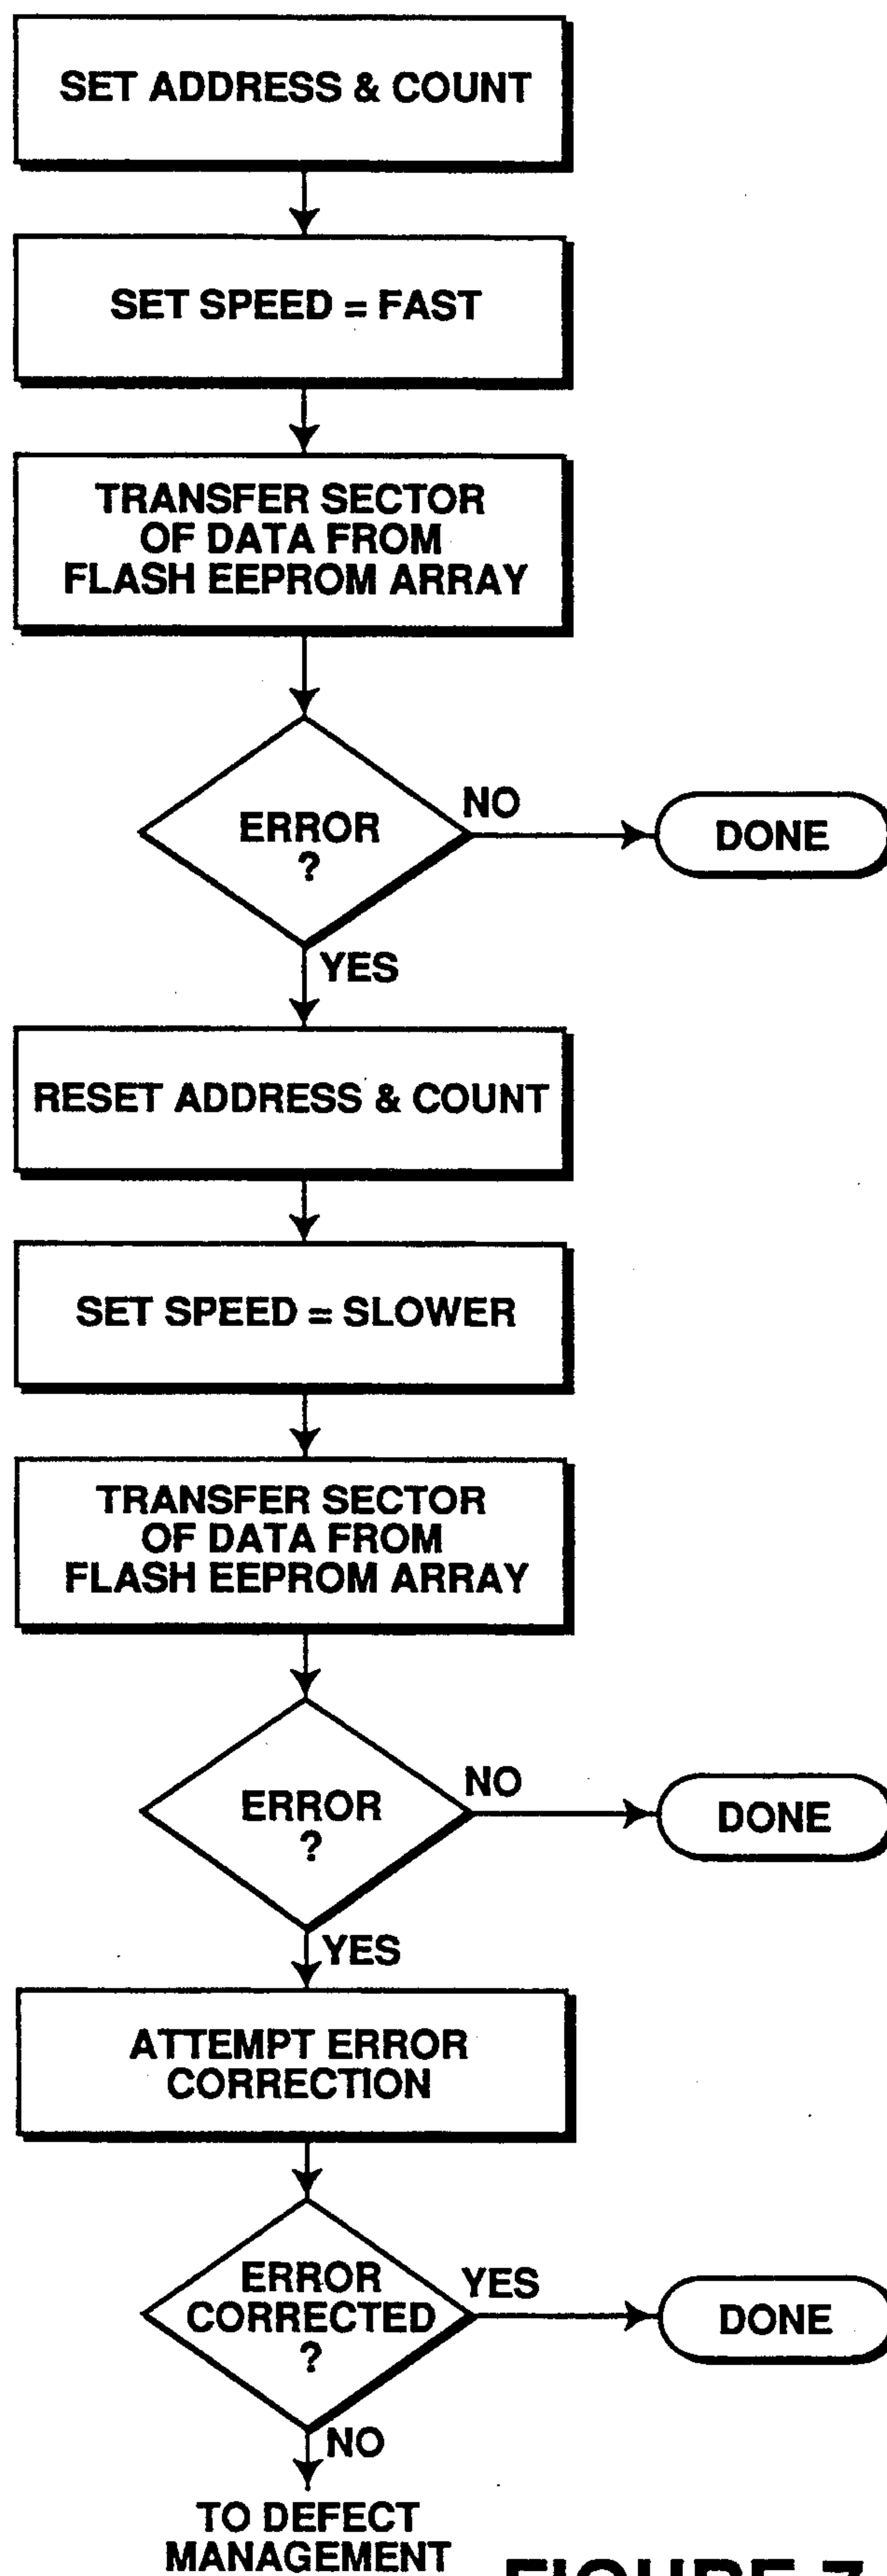 SET ADDRESS & COUNT
SET SPEED = FAST
TRANSFER SECTOR
OF DATA FROM
FLASH EEPROM ARRAY
ERROR
?
NO
DONE
YES
RESET ADDRESS & COUNT
SET SPEED = SLOWER
TRANSFER SECTOR
OF DATA FROM
FLASH EEPROM ARRAY
ERROR
?
NO
DONE
YES
ATTEMPT ERROR
CORRECTION
ERROR
CORRECTED
?
YES
DONE
NO
TO DEFECT
MANAGEMENT
FIGURE 7